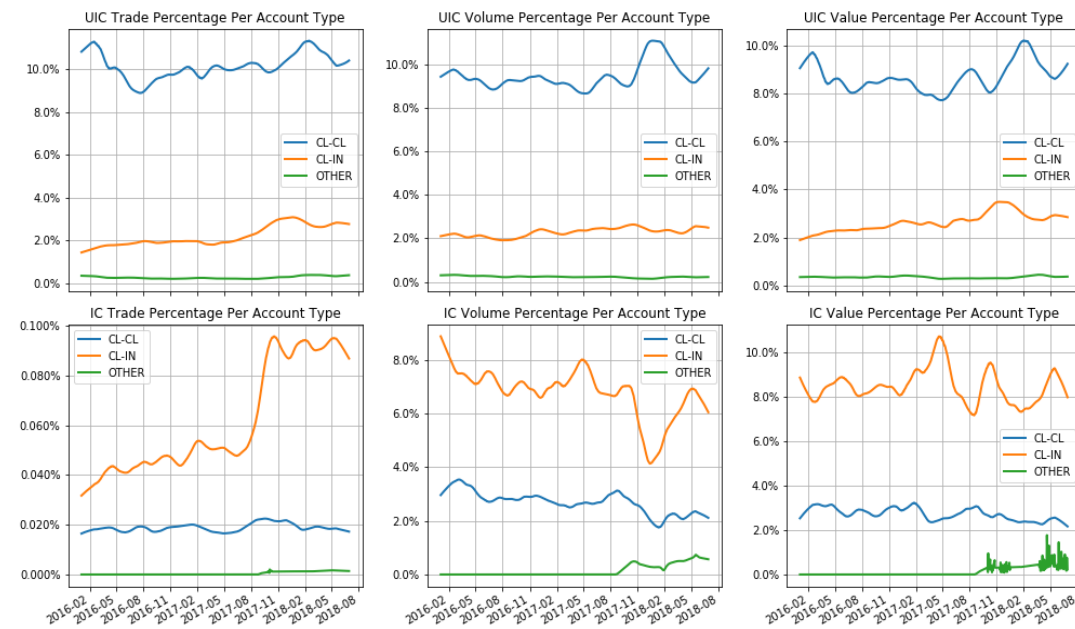 UIC Trade Percentage Per Account Type
10.0%
8.0%
6.0%
4.0%
2.0%
0.0%
CL-CL
CL-IN
OTHER
UIC Volume Percentage Per Account Type
10.0%
8.0%
6.0%
4.0%
2.0%
0.0%
CL-CL
CL-IN
OTHER
UIC Value Percentage Per Account Type
10.0%
8.0%
6.0%
4.0%
2.0%
0.0%
CL-CL
CL-IN
OTHER
IC Trade Percentage Per Account Type
0.100%
0.080%
0.060%
0.040%
0.020%
0.000%
CL-CL
CL-IN
OTHER
2016-02
2016-05
2016-08
2016-11
2017-02
2017-05
2017-08
2017-11
2018-02
2018-05
2018-08
IC Volume Percentage Per Account Type
8.0%
6.0%
4.0%
2.0%
0.0%
CL-CL
CL-IN
OTHER
2016-02
2016-05
2016-08
2016-11
2017-02
2017-05
2017-08
2017-11
2018-02
2018-05
2018-08
IC Value Percentage Per Account Type
10.0%
8.0%
6.0%
4.0%
2.0%
0.0%
CL-CL
CL-IN
OTHER
2016-02
2016-05
2016-08
2016-11
2017-02
2017-05
2017-08
2017-11
2018-02
2018-05
2018-08